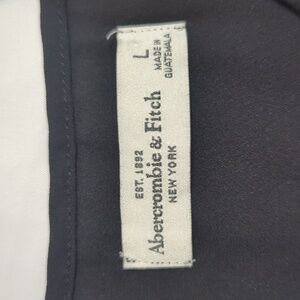 EST. 1892
Abercrombie & Fitch
NEW YORK
L
MADE IN
GUATEMALA